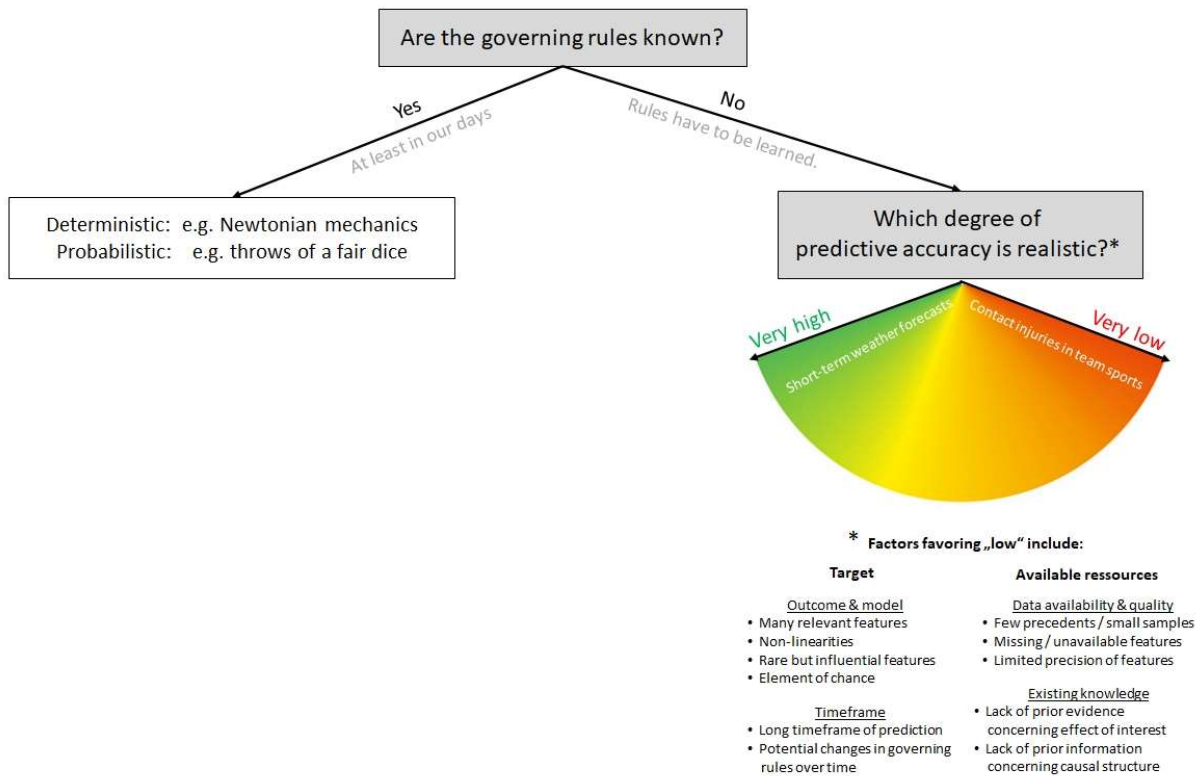 Are the governing rules known?
Yes
At least in our days
No
Rules have to be learned.
Deterministic: e.g. Newtonian mechanics
Probabilistic: e.g. throws of a fair dice
Which degree of
predictive accuracy is realistic?*
Very high
Short-term weather forecasts
Contact injuries in team sports
Very low
* Factors favoring „low“ include:
Target
Outcome & model
• Many relevant features
• Non-linearities
• Rare but influential features
• Element of chance
Timeframe
• Long timeframe of prediction
• Potential changes in governing
rules over time
Available ressources
Data availability & quality
• Few precedents / small samples
• Missing / unavailable features
• Limited precision of features
Existing knowledge
• Lack of prior evidence
concerning effect of interest
• Lack of prior information
concerning causal structure